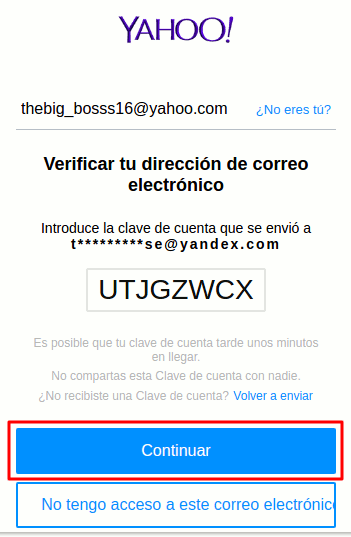 YAHOO!
thebig_bosss16@yahoo.com ¿No eres tú?
Verificar tu dirección de correo
electrónico
Introduce la clave de cuenta que se envió a
t*********se@yandex.com
UTJGZWCX
Es posible que tu clave de cuenta tarde unos minutos
en llegar.
No compartas esta Clave de cuenta con nadie.
¿No recibiste una Clave de cuenta? Volver a enviar
Continuar
No tengo acceso a este correo electrónico